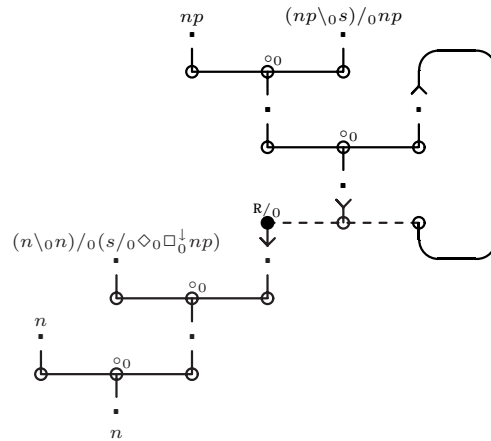 np (np\₀s)/₀np
∘₀
∘₀
R/₀
(n\₀n)/₀(s/₀◇₀□₀↓np)
∘₀
n
∘₀
n